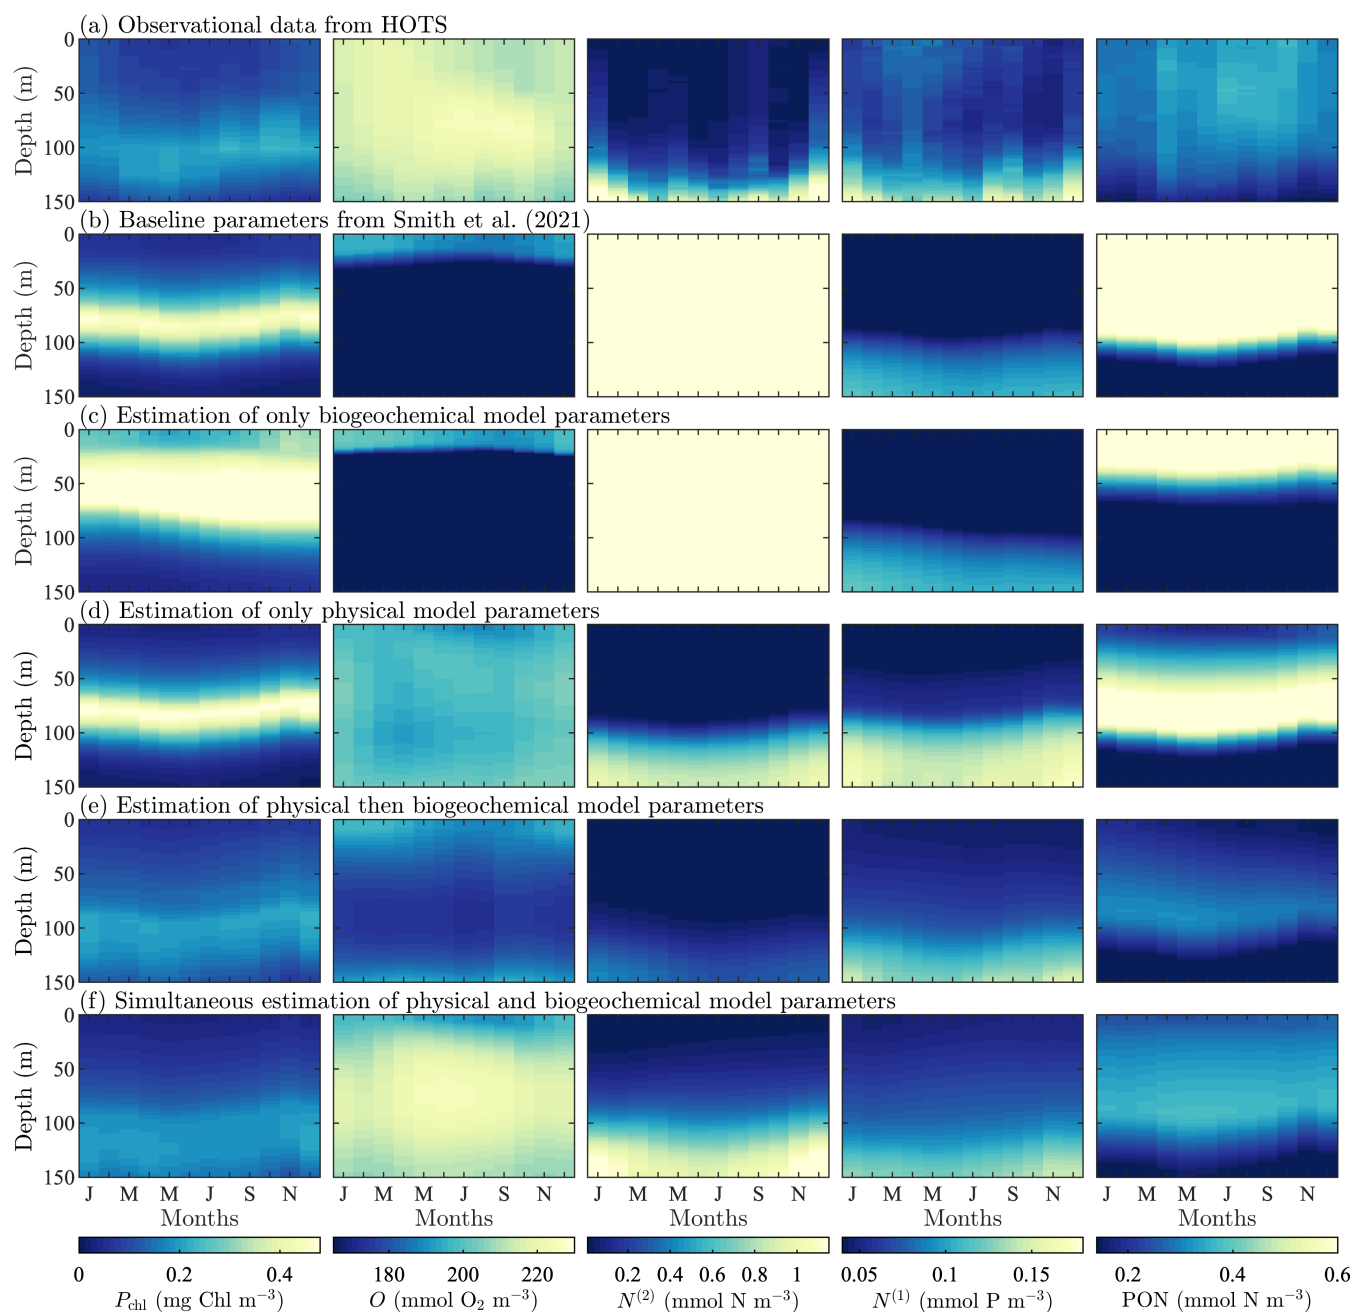 (a) Observational data from HOTS
0
50
100
150
Depth (m)
(b) Baseline parameters from Smith et al. (2021)
0
50
100
150
Depth (m)
(c) Estimation of only biogeochemical model parameters
0
50
100
150
Depth (m)
(d) Estimation of only physical model parameters
0
50
100
150
Depth (m)
(e) Estimation of physical then biogeochemical model parameters
0
50
100
150
Depth (m)
(f) Simultaneous estimation of physical and biogeochemical model parameters
0
50
100
150
Depth (m)
J M M J S N J M M J S N J M M J S N J M M J S N J M M J S N
Months Months Months Months Months
0 0.2 0.4 180 200 220 0.2 0.4 0.6 0.8 1 0.05 0.1 0.15 0.2 0.4 0.6
P_chl (mg Chl m⁻³) O (mmol O₂ m⁻³) N⁽²⁾ (mmol N m⁻³) N⁽¹⁾ (mmol P m⁻³) PON (mmol N m⁻³)